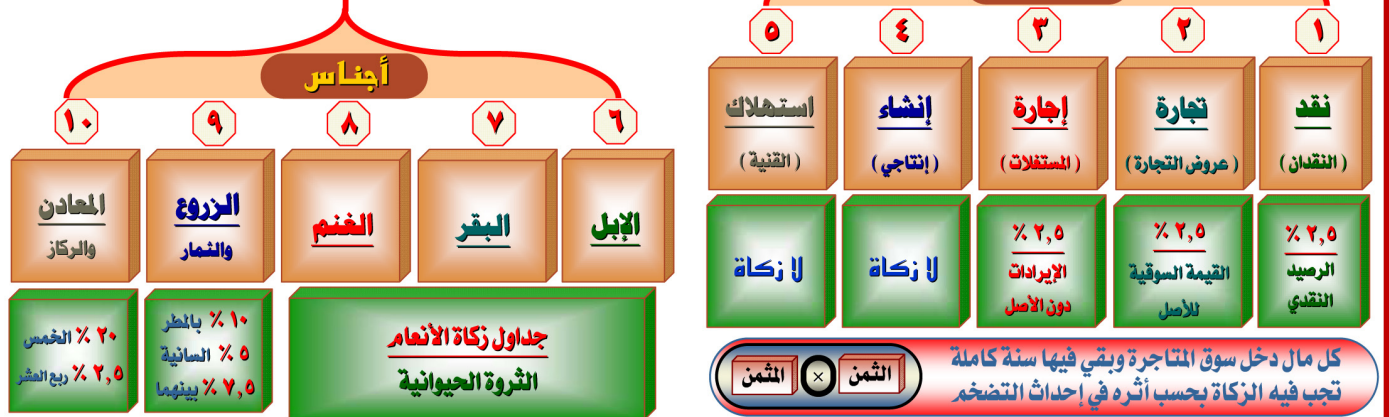 ١
٢
٣
٤
٥
نقد
( النقدان )
تجارة
( عروض التجارة )
إجارة
( المستغلات )
إنشاء
( إنتاجي )
استهلاك
( القنية )
٢,٥ ٪
الرصيد
النقدي
٢,٥ ٪
القيمة السوقية
للأصل
٢,٥ ٪
الإيرادات
دون الأصل
لا زكاة
لا زكاة
كل مال دخل سوق المتاجرة وبقي فيها سنة كاملة
تجب فيه الزكاة بحسب أثره في إحداث التضخم
الثمن × المثمن
أجناس
٦
٧
٨
٩
١٠
الإبل
البقر
الغنم
الزروع
والثمار
المعادن
والركاز
جداول زكاة الأنعام
الثروة الحيوانية
١٠ ٪ بالمطر
٥ ٪ السانية
٧,٥ ٪ بينهما
٢٠ ٪ الخمس
٢,٥ ٪ ربع العشر